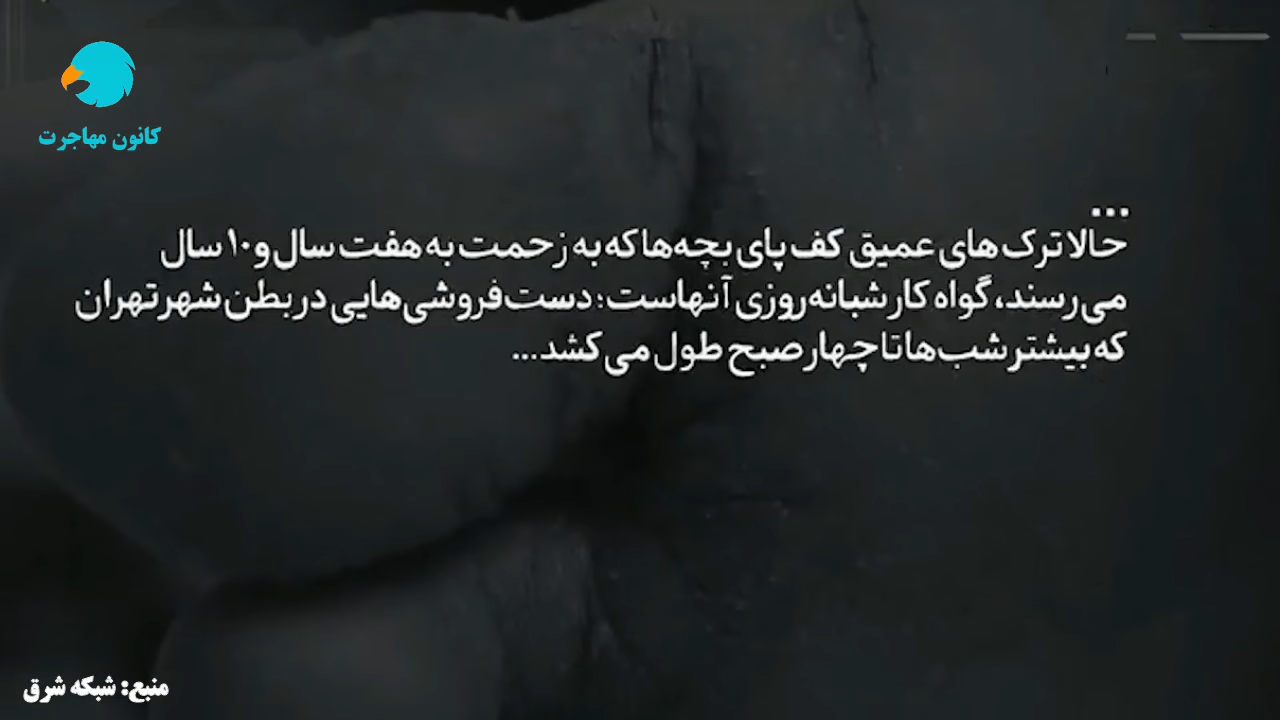 کانون مهاجرت
...
حالا ترک‌های عمیق کف پای بچه‌ها که به زحمت به هفت سال و ۱۰ سال
می‌رسند، گواه کار شبانه‌روزی آنهاست؛ دست‌فروشی‌هایی در بطن شهر تهران
که بیشتر شب‌ها تا چهار صبح طول می‌کشد...
منبع: شبکه شرق